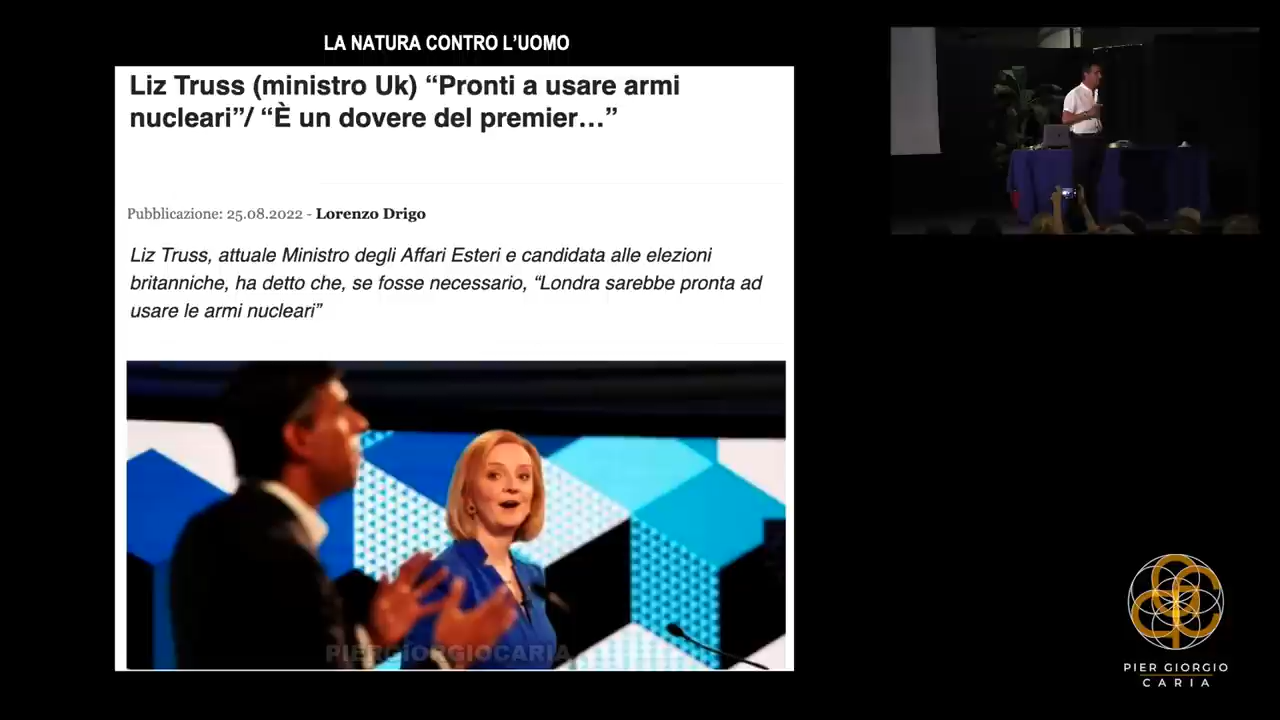 LA NATURA CONTRO L'UOMO
Liz Truss (ministro Uk) “Pronti a usare armi
nucleari”/ “È un dovere del premier…”
Pubblicazione: 25.08.2022 - Lorenzo Drigo
Liz Truss, attuale Ministro degli Affari Esteri e candidata alle elezioni
britanniche, ha detto che, se fosse necessario, “Londra sarebbe pronta ad
usare le armi nucleari”
PIERGIORGIOCARIA
PIER GIORGIO
CARIA